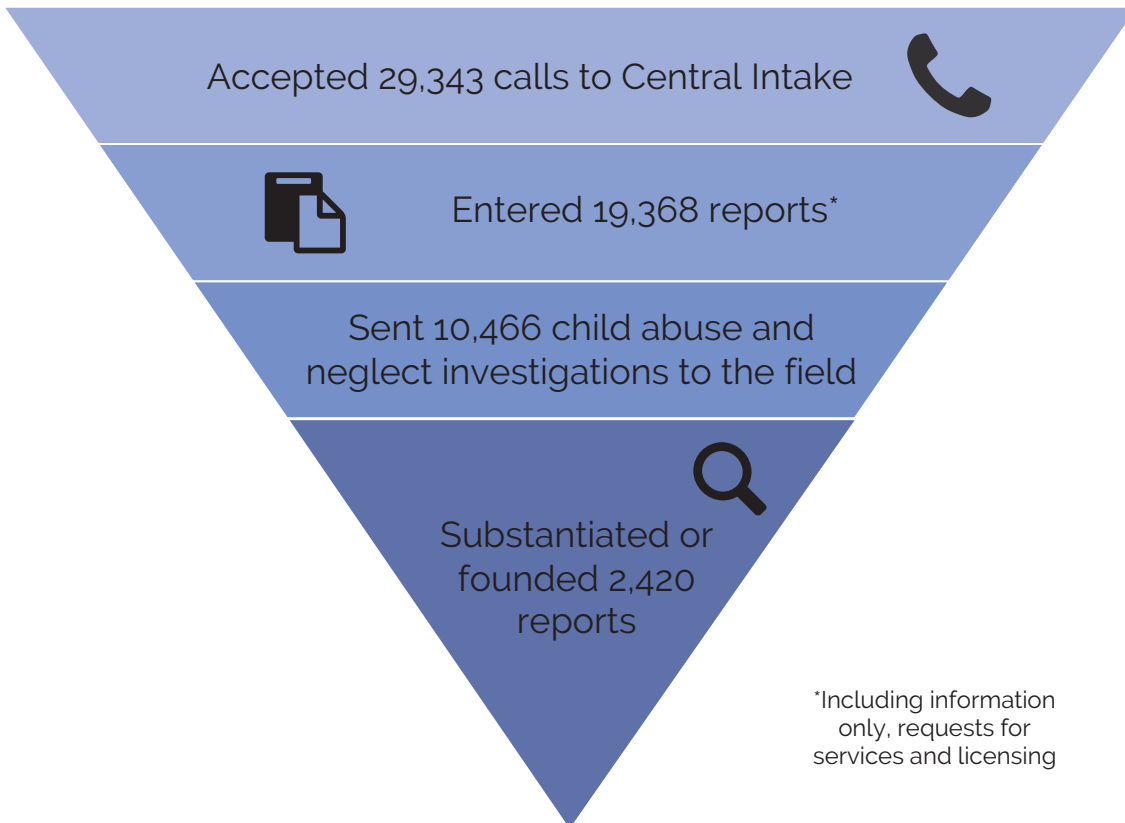 Accepted 29,343 calls to Central Intake
Entered 19,368 reports*
Sent 10,466 child abuse and
neglect investigations to the field
Substantiated or
founded 2,420
reports
*Including information
only, requests for
services and licensing